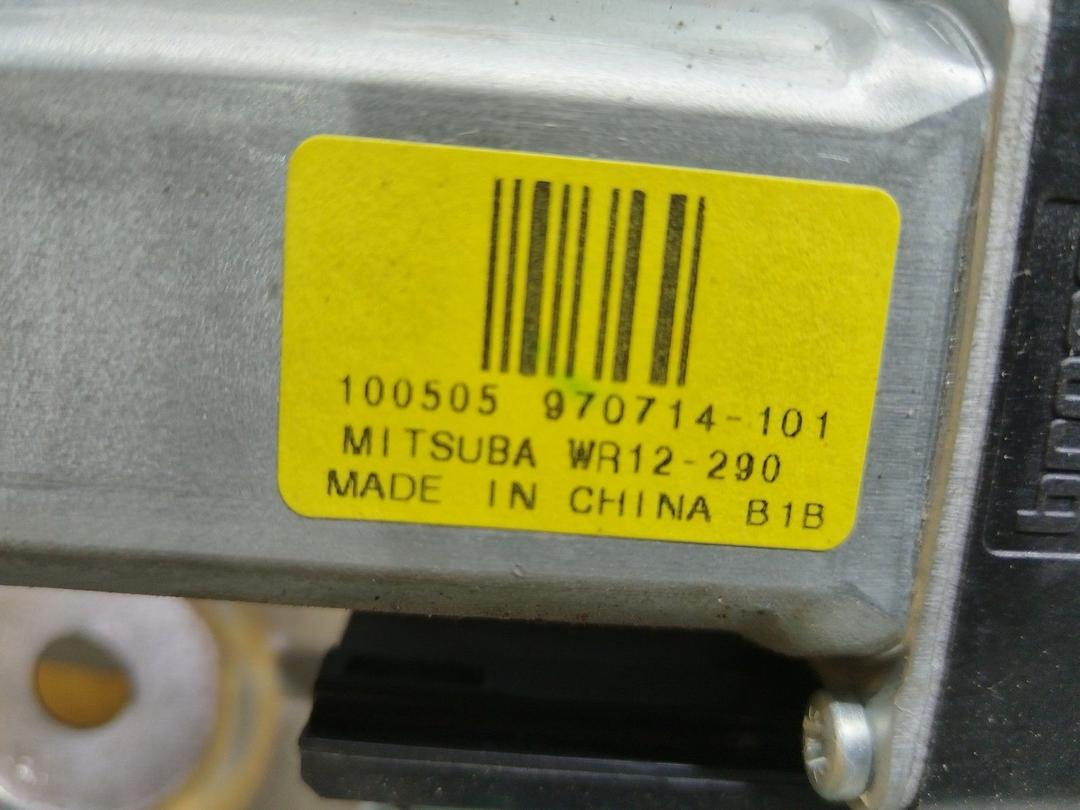 100505 970714-101
MITSUBA WR12-290
MADE IN CHINA B1B